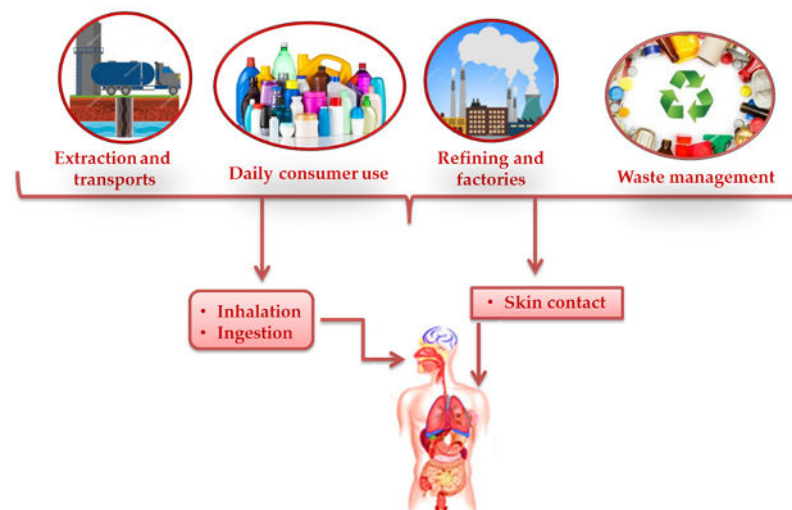 Extraction and
transports
Daily consumer use
Refining and
factories
Waste management
• Inhalation
• Ingestion
• Skin contact